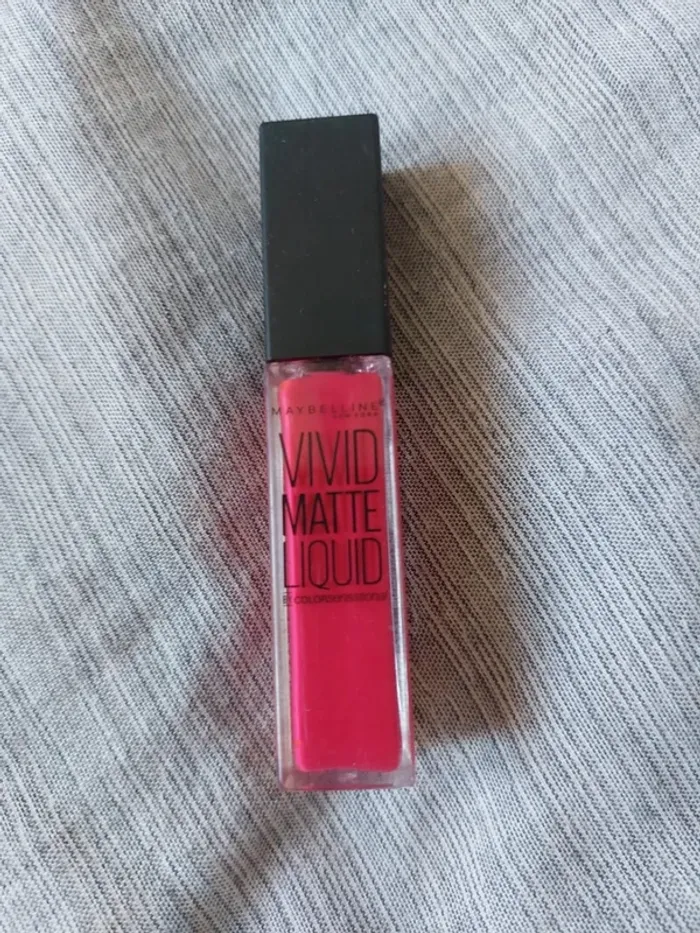 MAYBELLINE®
NEW YORK
VIVID
MATTE
LIQUID
BY COLORsensational